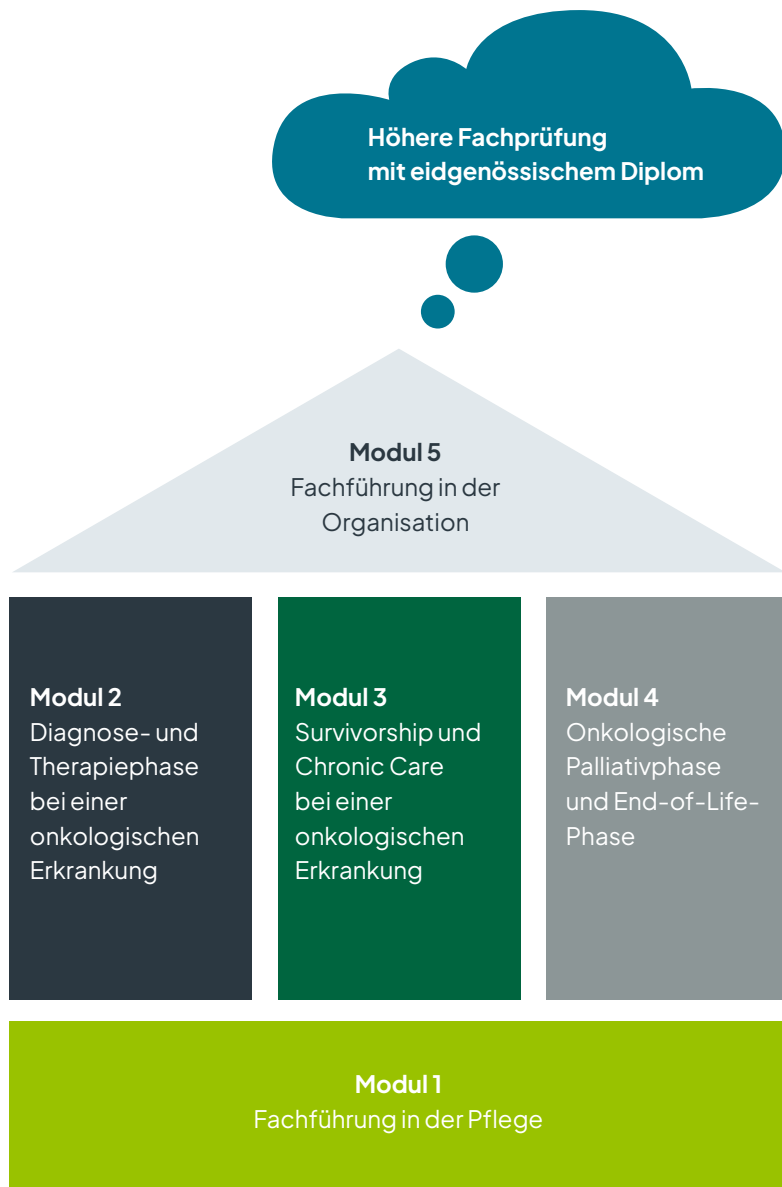 Höhere Fachprüfung
mit eidgenössischem Diplom
Modul 5
Fachführung in der
Organisation
Modul 2
Diagnose- und
Therapiephase
bei einer
onkologischen
Erkrankung
Modul 3
Survivorship und
Chronic Care
bei einer
onkologischen
Erkrankung
Modul 4
Onkologische
Palliativphase
und End-of-Life-
Phase
Modul 1
Fachführung in der Pflege